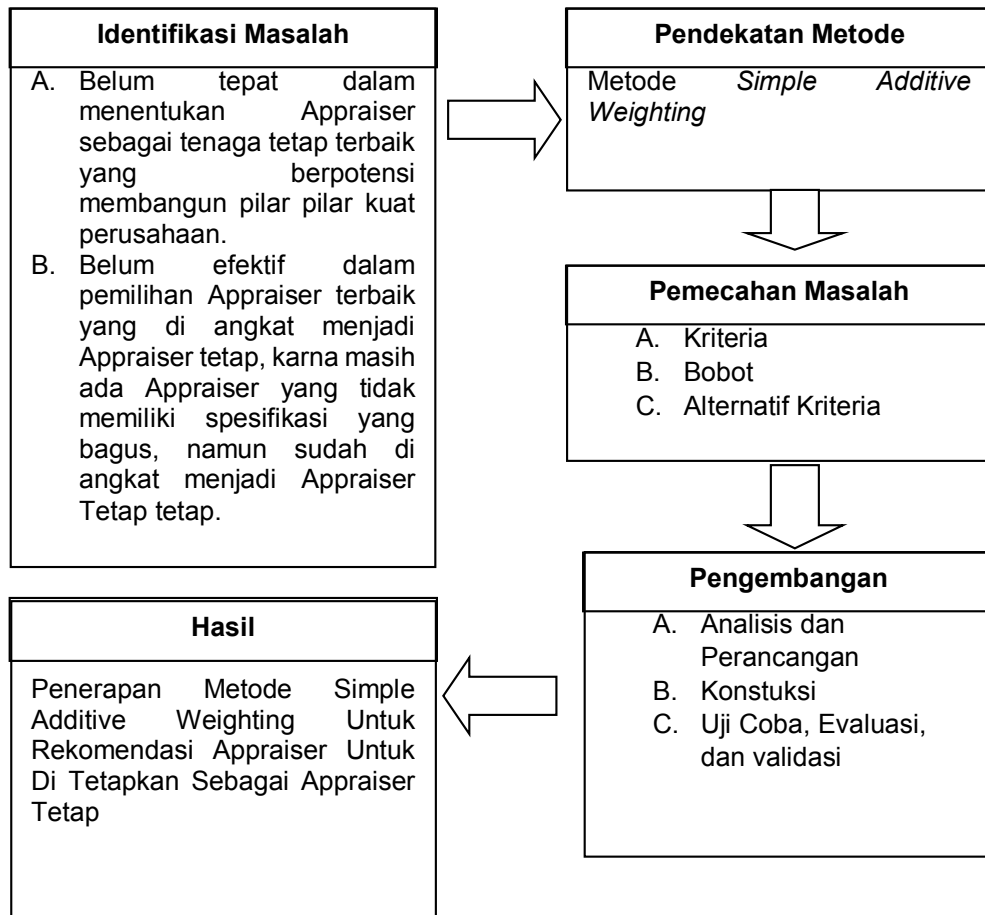 Identifikasi Masalah
A. Belum tepat dalam
menentukan Appraiser
sebagai tenaga tetap terbaik
yang berpotensi
membangun pilar pilar kuat
perusahaan.
B. Belum efektif dalam
pemilihan Appraiser terbaik
yang di angkat menjadi
Appraiser tetap, karna masih
ada Appraiser yang tidak
memiliki spesifikasi yang
bagus, namun sudah di
angkat menjadi Appraiser
Tetap tetap.
Pendekatan Metode
Metode Simple Additive
Weighting
Pemecahan Masalah
A. Kriteria
B. Bobot
C. Alternatif Kriteria
Pengembangan
A. Analisis dan
Perancangan
B. Konstuksi
C. Uji Coba, Evaluasi,
dan validasi
Hasil
Penerapan Metode Simple
Additive Weighting Untuk
Rekomendasi Appraiser Untuk
Di Tetapkan Sebagai Appraiser
Tetap